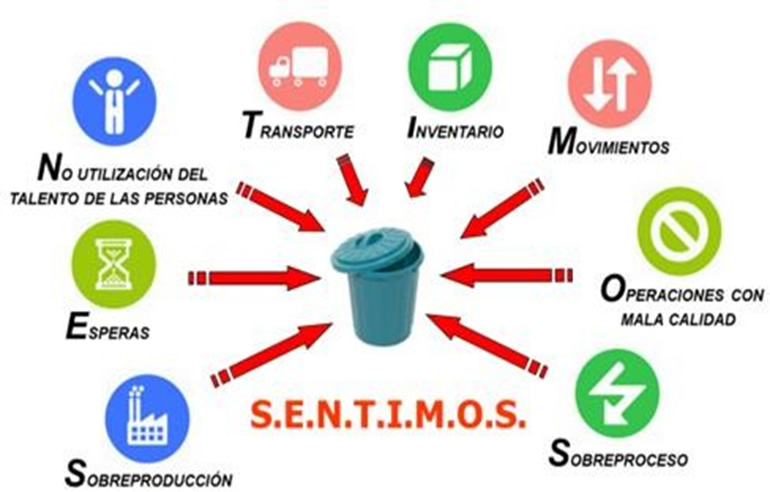 TRANSPORTE
INVENTARIO
MOVIMIENTOS
NO UTILIZACIÓN DEL
TALENTO DE LAS PERSONAS
ESPERAS
OPERACIONES CON
MALA CALIDAD
S.E.N.T.I.M.O.S.
SOBREPRODUCCIÓN
SOBREPROCESO